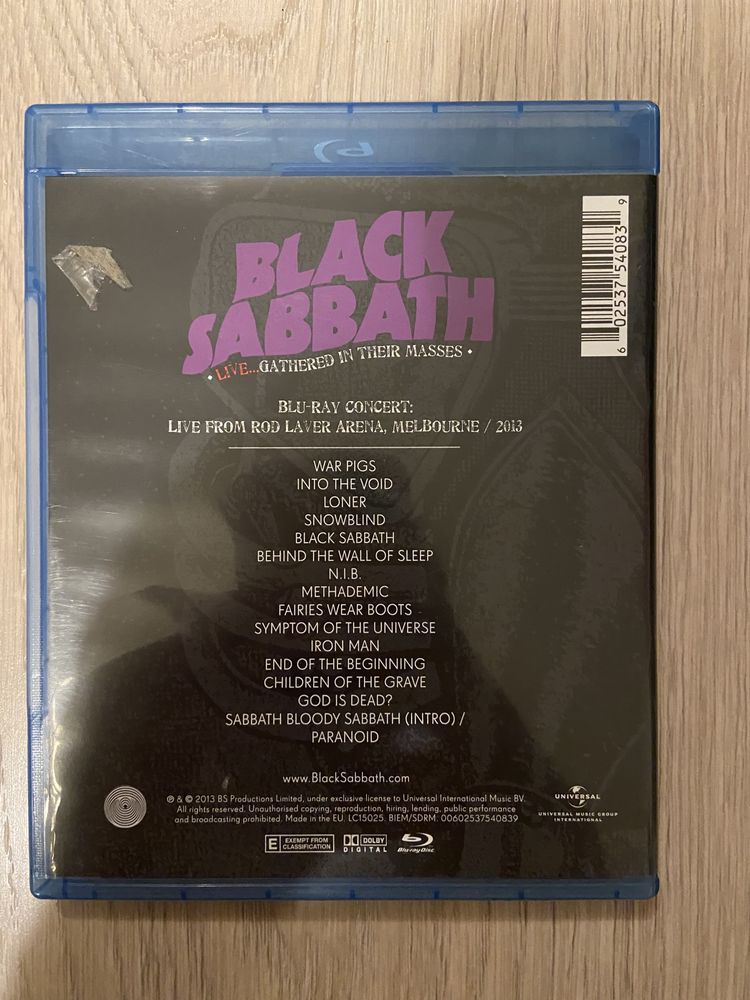 BLACK
SABBATH
• LIVE...GATHERED IN THEIR MASSES •
BLU-RAY CONCERT:
LIVE FROM ROD LAVER ARENA, MELBOURNE / 2013
WAR PIGS
INTO THE VOID
LONER
SNOWBLIND
BLACK SABBATH
BEHIND THE WALL OF SLEEP
N.I.B.
METHADEMIC
FAIRIES WEAR BOOTS
SYMPTOM OF THE UNIVERSE
IRON MAN
END OF THE BEGINNING
CHILDREN OF THE GRAVE
GOD IS DEAD?
SABBATH BLOODY SABBATH (INTRO) /
PARANOID
www.BlackSabbath.com
℗ & © 2013 BS Productions Limited, under exclusive license to Universal International Music BV.
All rights reserved. Unauthorised copying, reproduction, hiring, lending, public performance
and broadcasting prohibited. Made in the EU. LC15025. BIEM/SDRM. 00602537540839
UNIVERSAL
UNIVERSAL MUSIC GROUP
INTERNATIONAL
E EXEMPT FROM
CLASSIFICATION
DOLBY
DIGITAL
Blu-ray Disc
6 02537 54083 9